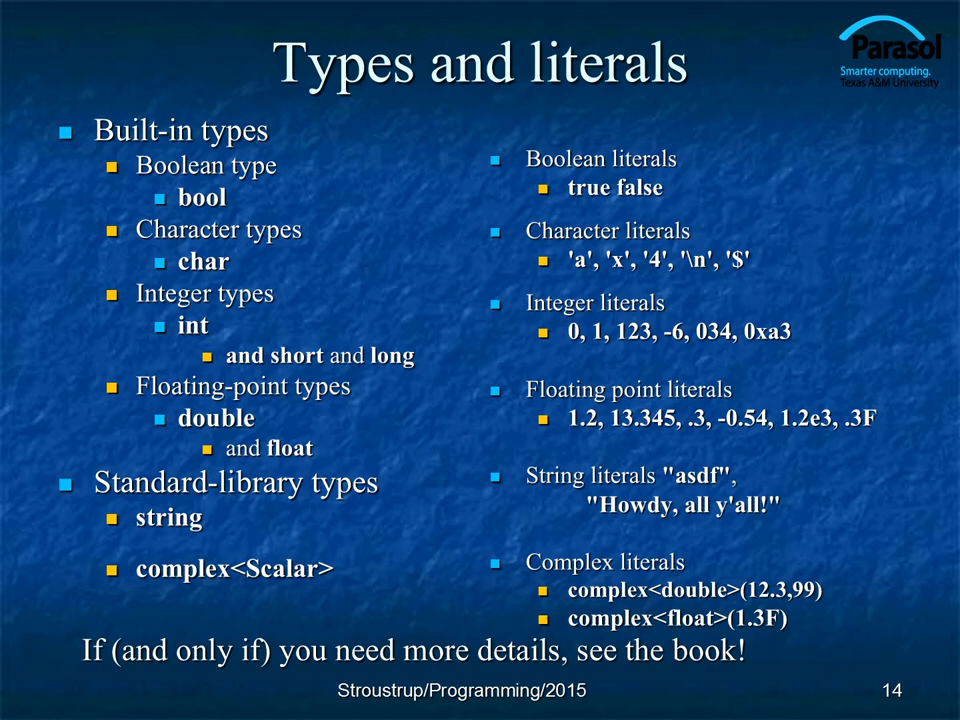 Types and literals
Parasol
Smarter computing.
Texas A&M University
Built-in types
Boolean type
bool
Character types
char
Integer types
int
and short and long
Floating-point types
double
and float
Standard-library types
string
complex<Scalar>
Boolean literals
true false
Character literals
'a', 'x', '4', '\n', '$'
Integer literals
0, 1, 123, -6, 034, 0xa3
Floating point literals
1.2, 13.345, .3, -0.54, 1.2e3, .3F
String literals "asdf",
"Howdy, all y'all!"
Complex literals
complex<double>(12.3,99)
complex<float>(1.3F)
If (and only if) you need more details, see the book!
Stroustrup/Programming/2015
14